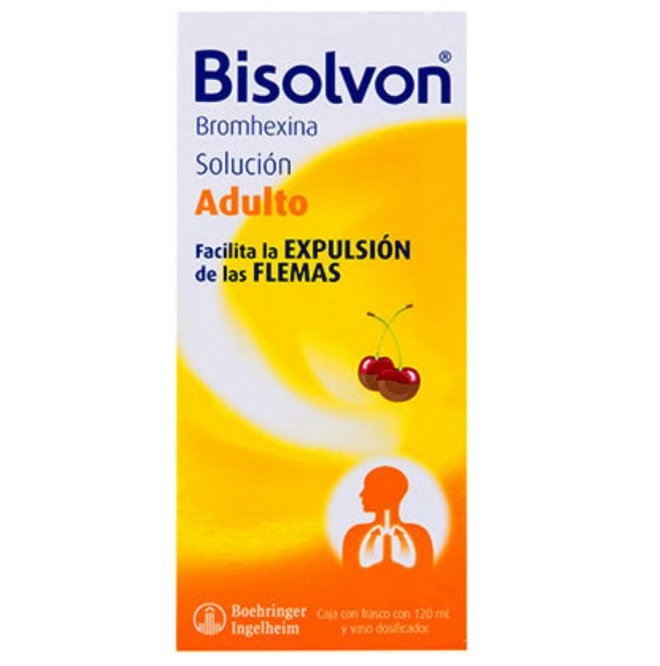 Bisolvon®
Bromhexina
Solución
Adulto
Facilita la EXPULSIÓN
de las FLEMAS
Boehringer
Ingelheim
Caja con frasco con 120 mL
y vaso dosificador.